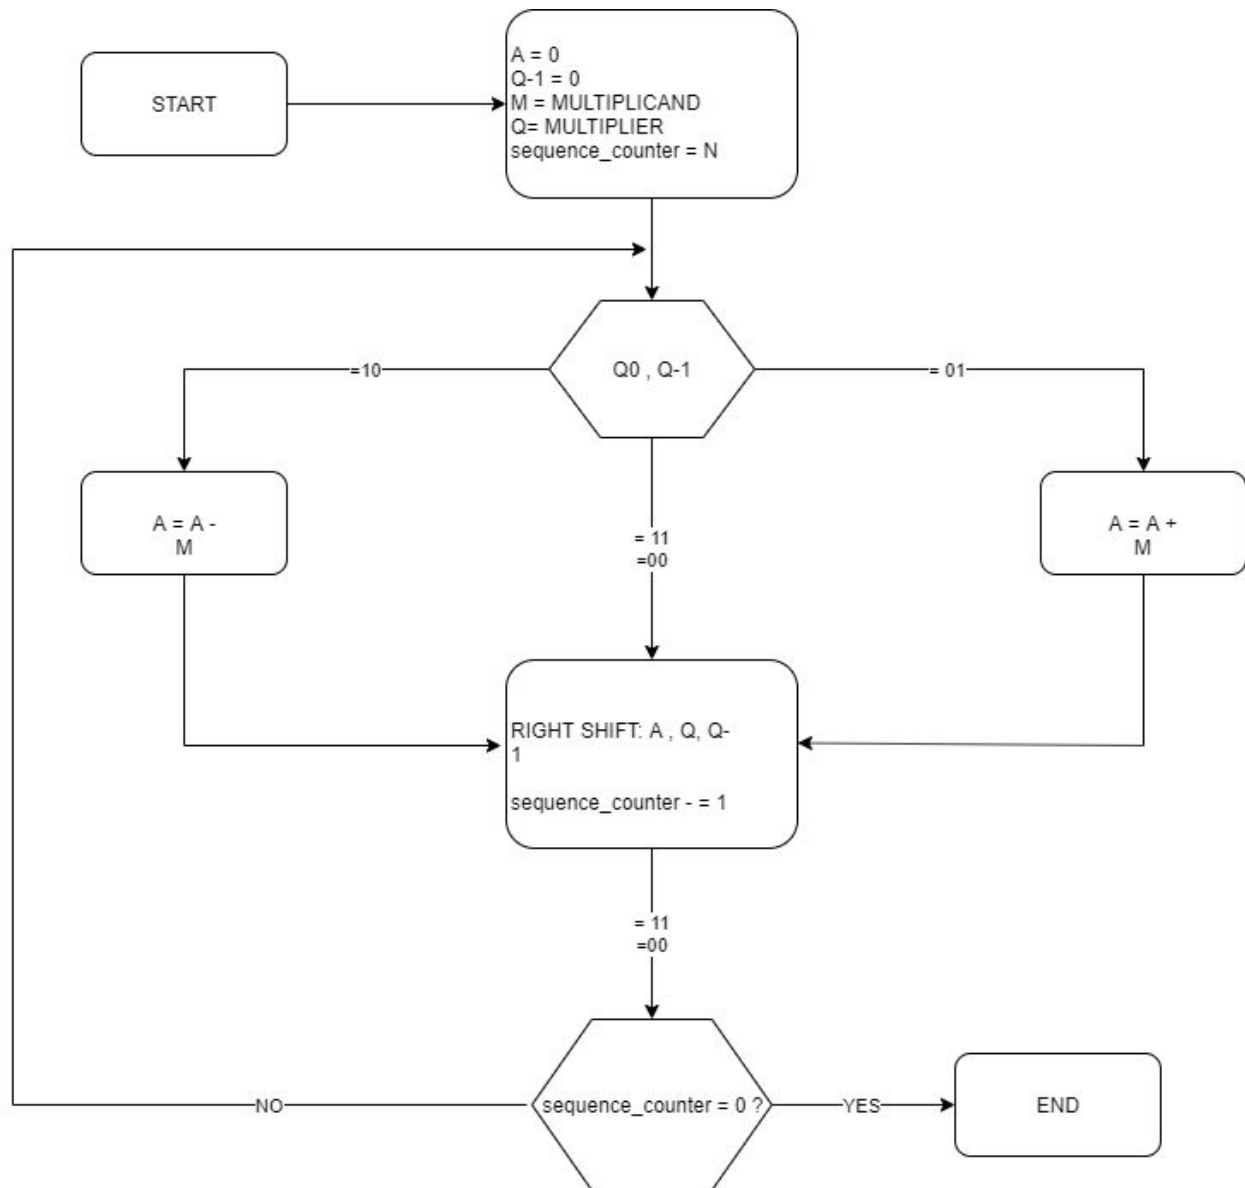 START
A = 0
Q-1 = 0
M = MULTIPLICAND
Q= MULTIPLIER
sequence_counter = N
Q0 , Q-1
=10
= 01
A = A -
M
= 11
=00
A = A +
M
RIGHT SHIFT: A , Q, Q-
1
sequence_counter - = 1
= 11
=00
sequence_counter = 0 ?
NO
YES
END